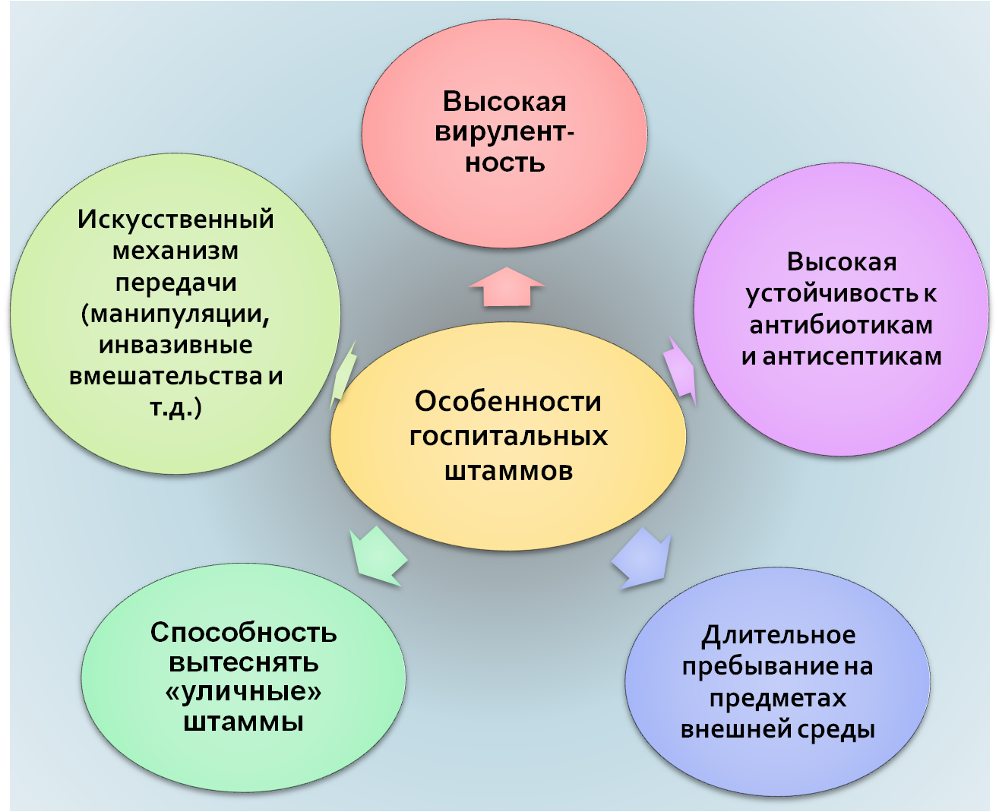 Высокая
вирулент-
ность
Искусственный
механизм
передачи
(манипуляции,
инвазивные
вмешательства и
т.д.)
Высокая
устойчивость к
антибиотикам
и антисептикам
Особенности
госпитальных
штаммов
Способность
вытеснять
«уличные»
штаммы
Длительное
пребывание на
предметах
внешней среды